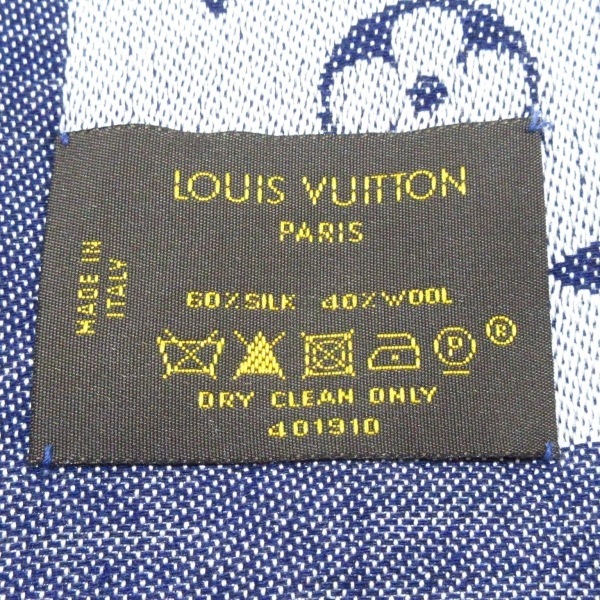 LOUIS VUITTON
PARIS
MADE IN
ITALY
60%SILK 40%WOOL
P ®
DRY CLEAN ONLY
401910